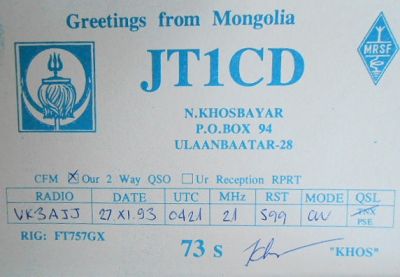 Greetings from Mongolia
MRSF
JT1CD
N.KHOSBAYAR
P.O.BOX 94
ULAANBAATAR-28
CFM ☒Our 2 Way QSO ☐Ur Reception RPRT
RADIO DATE UTC MHz RST MODE QSL
VK3AJJ 27.XI.93 0421 21 599 CW TNX PSE
RIG: FT757GX
73 s
"KHOS"